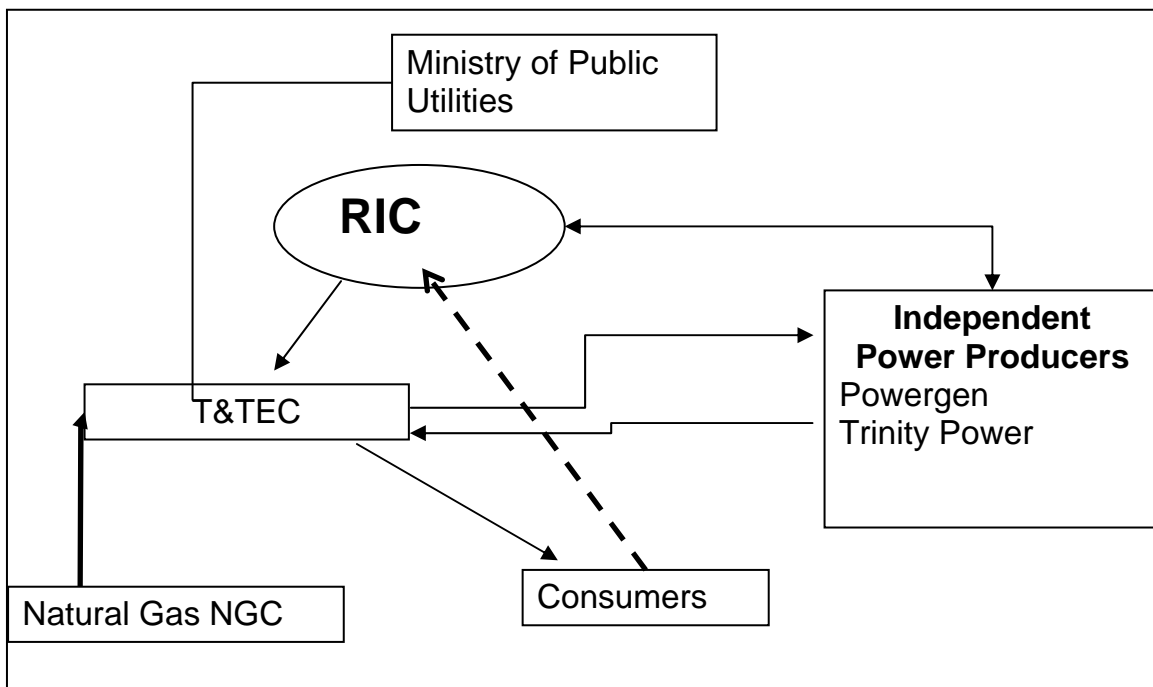 Ministry of Public
Utilities
RIC
Independent
Power Producers
Powergen
Trinity Power
T&TEC
Consumers
Natural Gas NGC